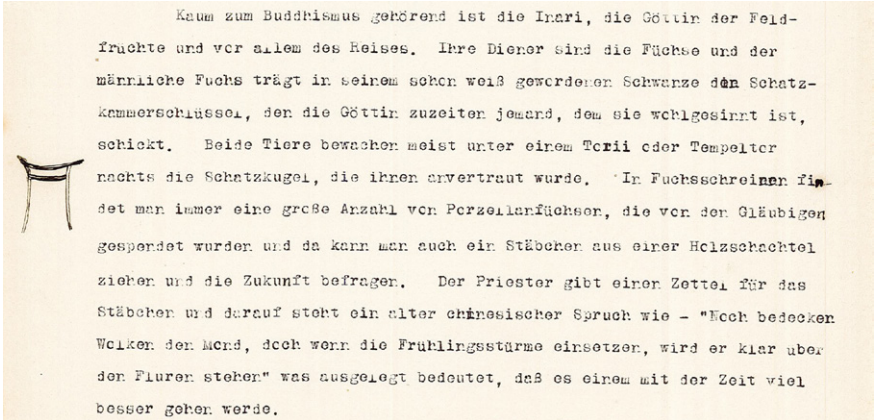 Kaum zum Buddhismus gehörend ist die Inari, die Göttin der Feld-
früchte und vor allem des Reises. Ihre Diener sind die Füchse und der
männliche Fuchs trägt in seinem schon weiß gewordenen Schwanze den Schatz-
kammerschlüssel, den die Göttin zuzeiten jemand, dem sie wohlgesinnt ist,
schickt. Beide Tiere bewachen meist unter einem Torii oder Tempeltor
nachts die Schatzkugel, die ihnen anvertraut wurde. In Fuchsschreinen fin-
det man immer eine große Anzahl von Porzellanfüchsen, die von den Gläubigen
gespendet wurden und da kann man auch ein Stäbchen aus einer Holzschachtel
ziehen und die Zukunft befragen. Der Priester gibt einen Zettel für das
Stäbchen und darauf steht ein alter chinesischer Spruch wie - "Noch bedecken
Wolken den Mond, doch wenn die Frühlingsstürme einsetzen, wird er klar über
den Fluren stehen" was ausgelegt bedeutet, daß es einem mit der Zeit viel
besser gehen werde.